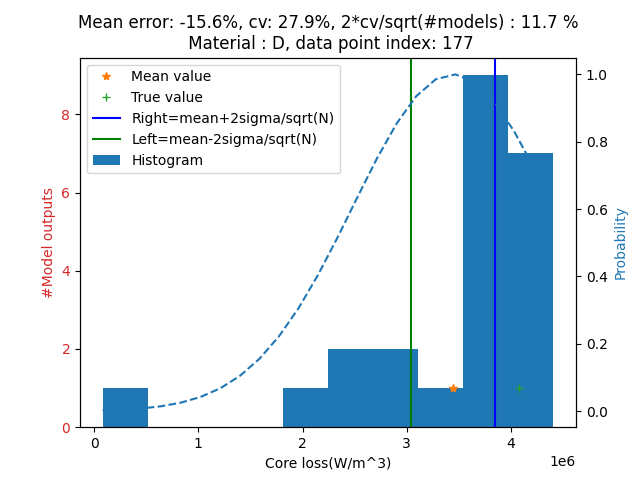 Mean error: -15.6%, cv: 27.9%, 2*cv/sqrt(#models) : 11.7 %
Material : D, data point index: 177
Mean value
True value
Right=mean+2sigma/sqrt(N)
Left=mean-2sigma/sqrt(N)
Histogram
#Model outputs
8
6
4
2
0
1.0
0.8
0.6
0.4
0.2
0.0
Probability
0 1 2 3 4
1e6
Core loss(W/m^3)